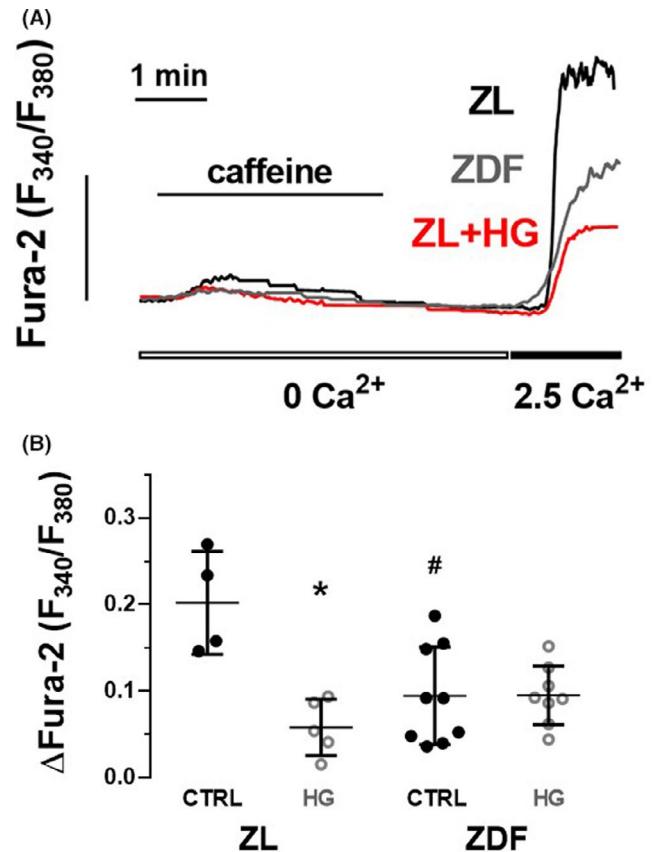 (A)
1 min
Fura-2 (F340/F380)
caffeine
ZL
ZDF
ZL+HG
0 Ca2+
2.5 Ca2+
(B)
ΔFura-2 (F340/F380)
0.3
0.2
0.1
0.0
*
#
CTRL HG CTRL HG
ZL ZDF